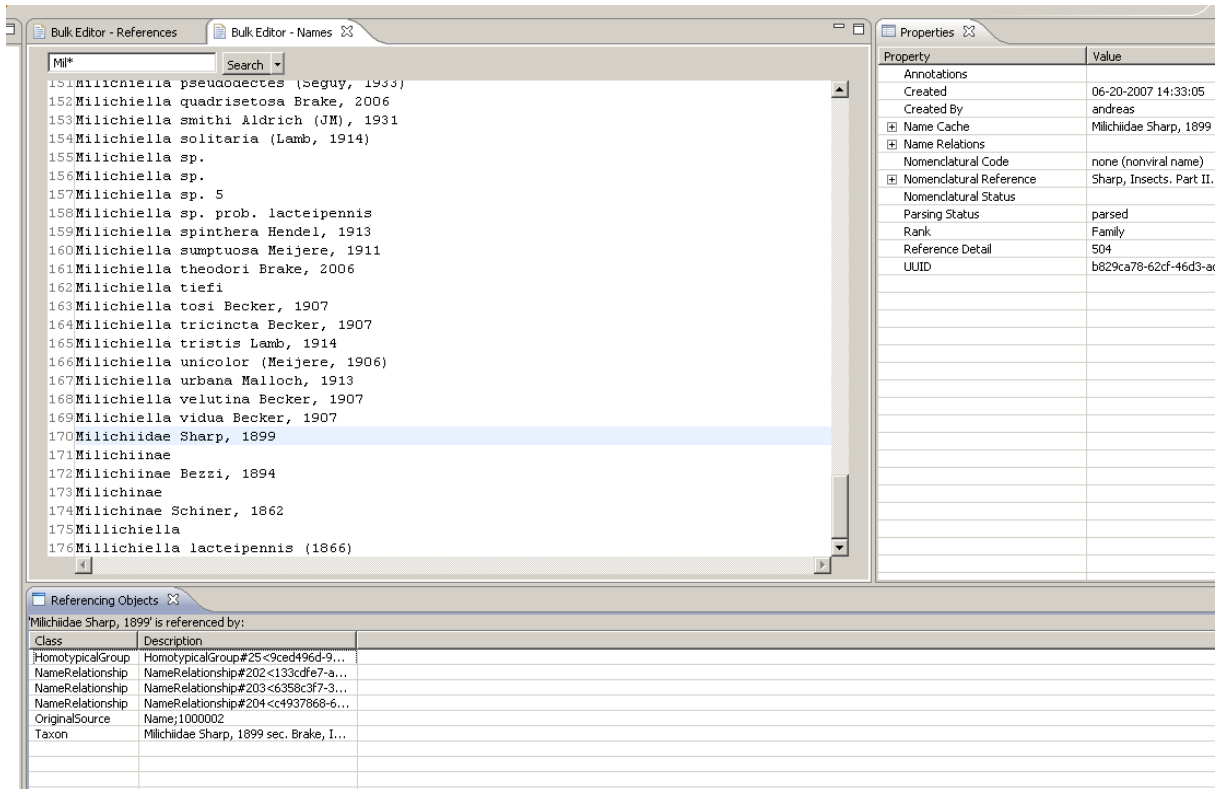 Bulk Editor - References
Bulk Editor - Names
Mil*
Search
151Milichiella pseudodectes (Seguy, 1933)
152Milichiella quadrisetosa Brake, 2006
153Milichiella smithi Aldrich (JM), 1931
154Milichiella solitaria (Lamb, 1914)
155Milichiella sp.
156Milichiella sp.
157Milichiella sp. 5
158Milichiella sp. prob. lacteipennis
159Milichiella spinthera Hendel, 1913
160Milichiella sumptuosa Meijere, 1911
161Milichiella theodori Brake, 2006
162Milichiella tiefi
163Milichiella tosi Becker, 1907
164Milichiella tricincta Becker, 1907
165Milichiella tristis Lamb, 1914
166Milichiella unicolor (Meijere, 1906)
167Milichiella urbana Malloch, 1913
168Milichiella velutina Becker, 1907
169Milichiella vidua Becker, 1907
170Milichiidae Sharp, 1899
171Milichiinae
172Milichiinae Bezzi, 1894
173Milichinae
174Milichinae Schiner, 1862
175Millichiella
176Millichiella lacteipennis (1866)
Properties
Property Value
Annotations
Created 06-20-2007 14:33:05
Created By andreas
Name Cache Milichiidae Sharp, 1899
Name Relations
Nomenclatural Code none (nonviral name)
Nomenclatural Reference Sharp, Insects. Part II.
Nomenclatural Status
Parsing Status parsed
Rank Family
Reference Detail 504
UUID b829ca78-62cf-46d3-ac
Referencing Objects
'Milichiidae Sharp, 1899' is referenced by:
Class Description
HomotypicalGroup HomotypicalGroup#25<9ced496d-9...
NameRelationship NameRelationship#202<133cdfe7-a...
NameRelationship NameRelationship#203<6358c3f7-3...
NameRelationship NameRelationship#204<c4937868-6...
OriginalSource Name;1000002
Taxon Milichiidae Sharp, 1899 sec. Brake, I...